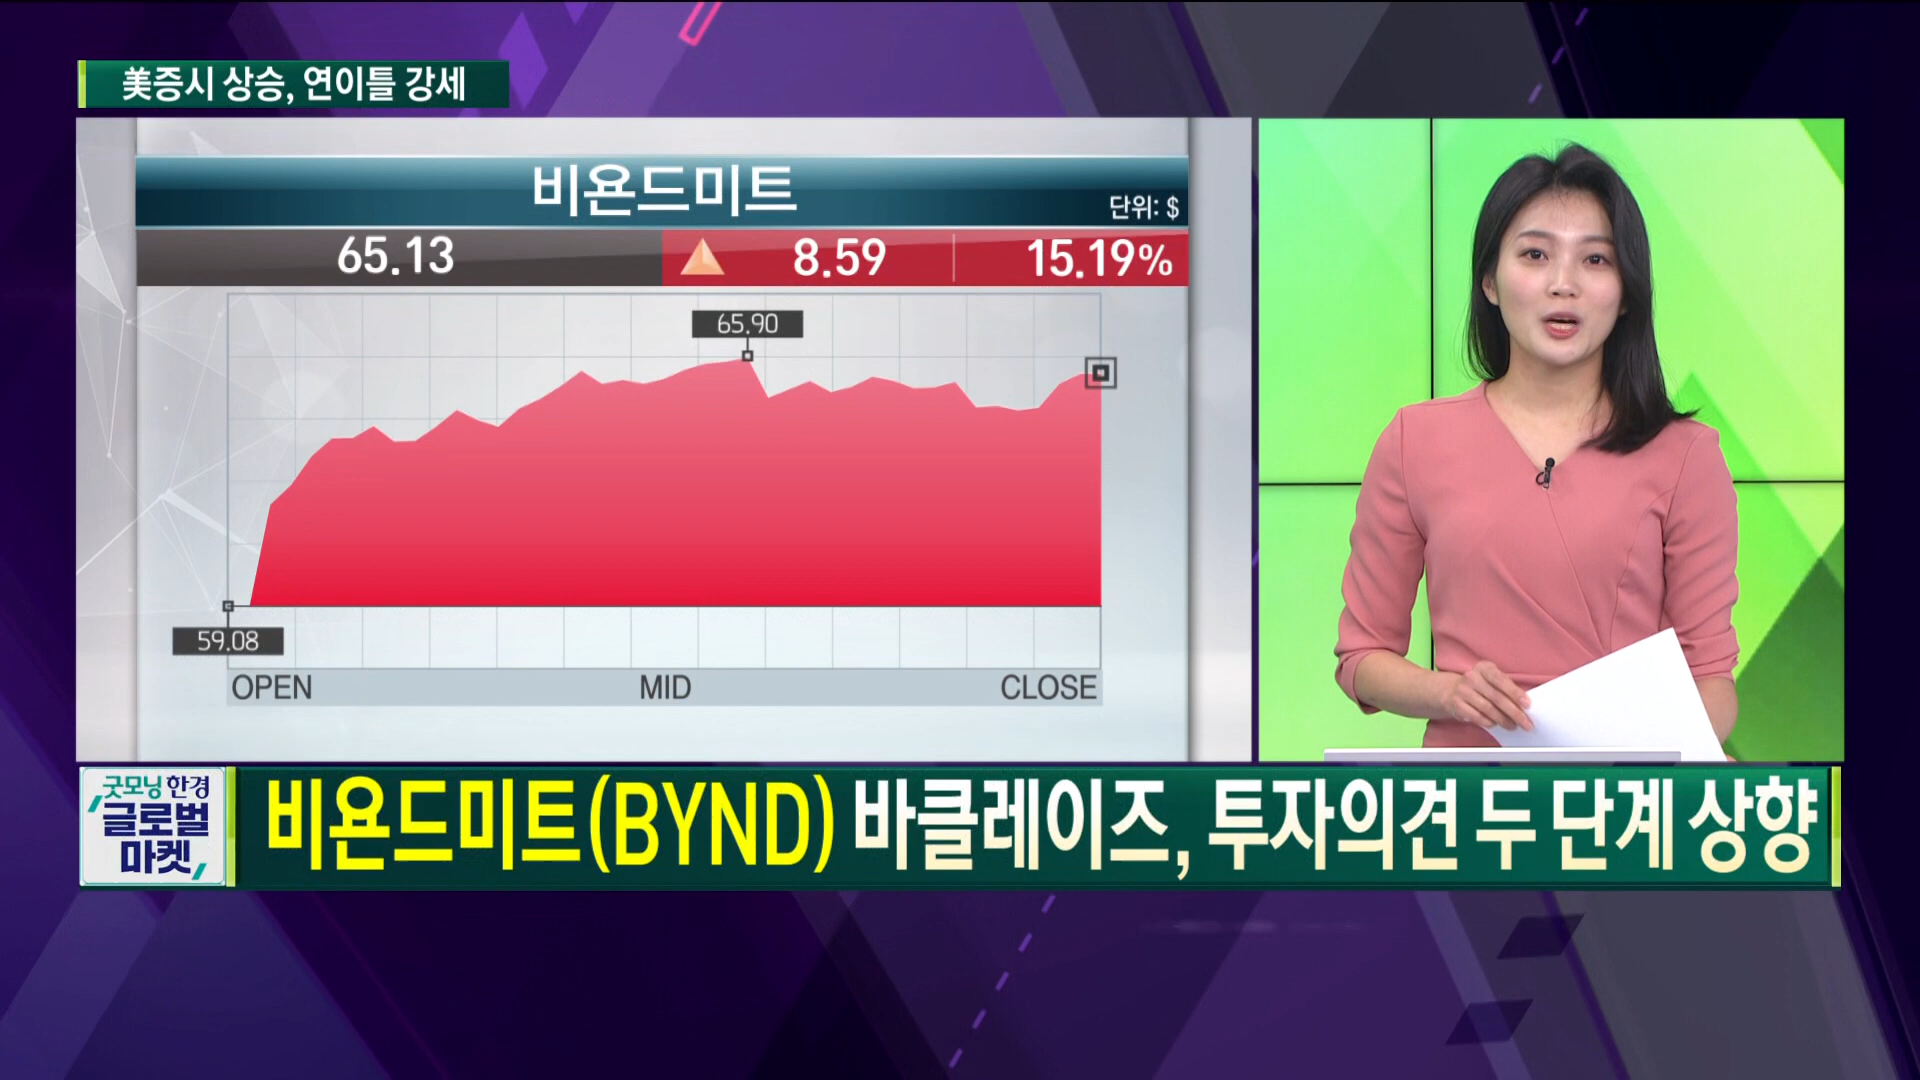 美증시 상승, 연이틀 강세
비욘드미트
단위: $
65.13 8.59 15.19%
65.90
59.08
OPEN MID CLOSE
굿모닝 한경
글로벌
마켓
비욘드미트(BYND) 바클레이즈, 투자의견 두 단계 상향